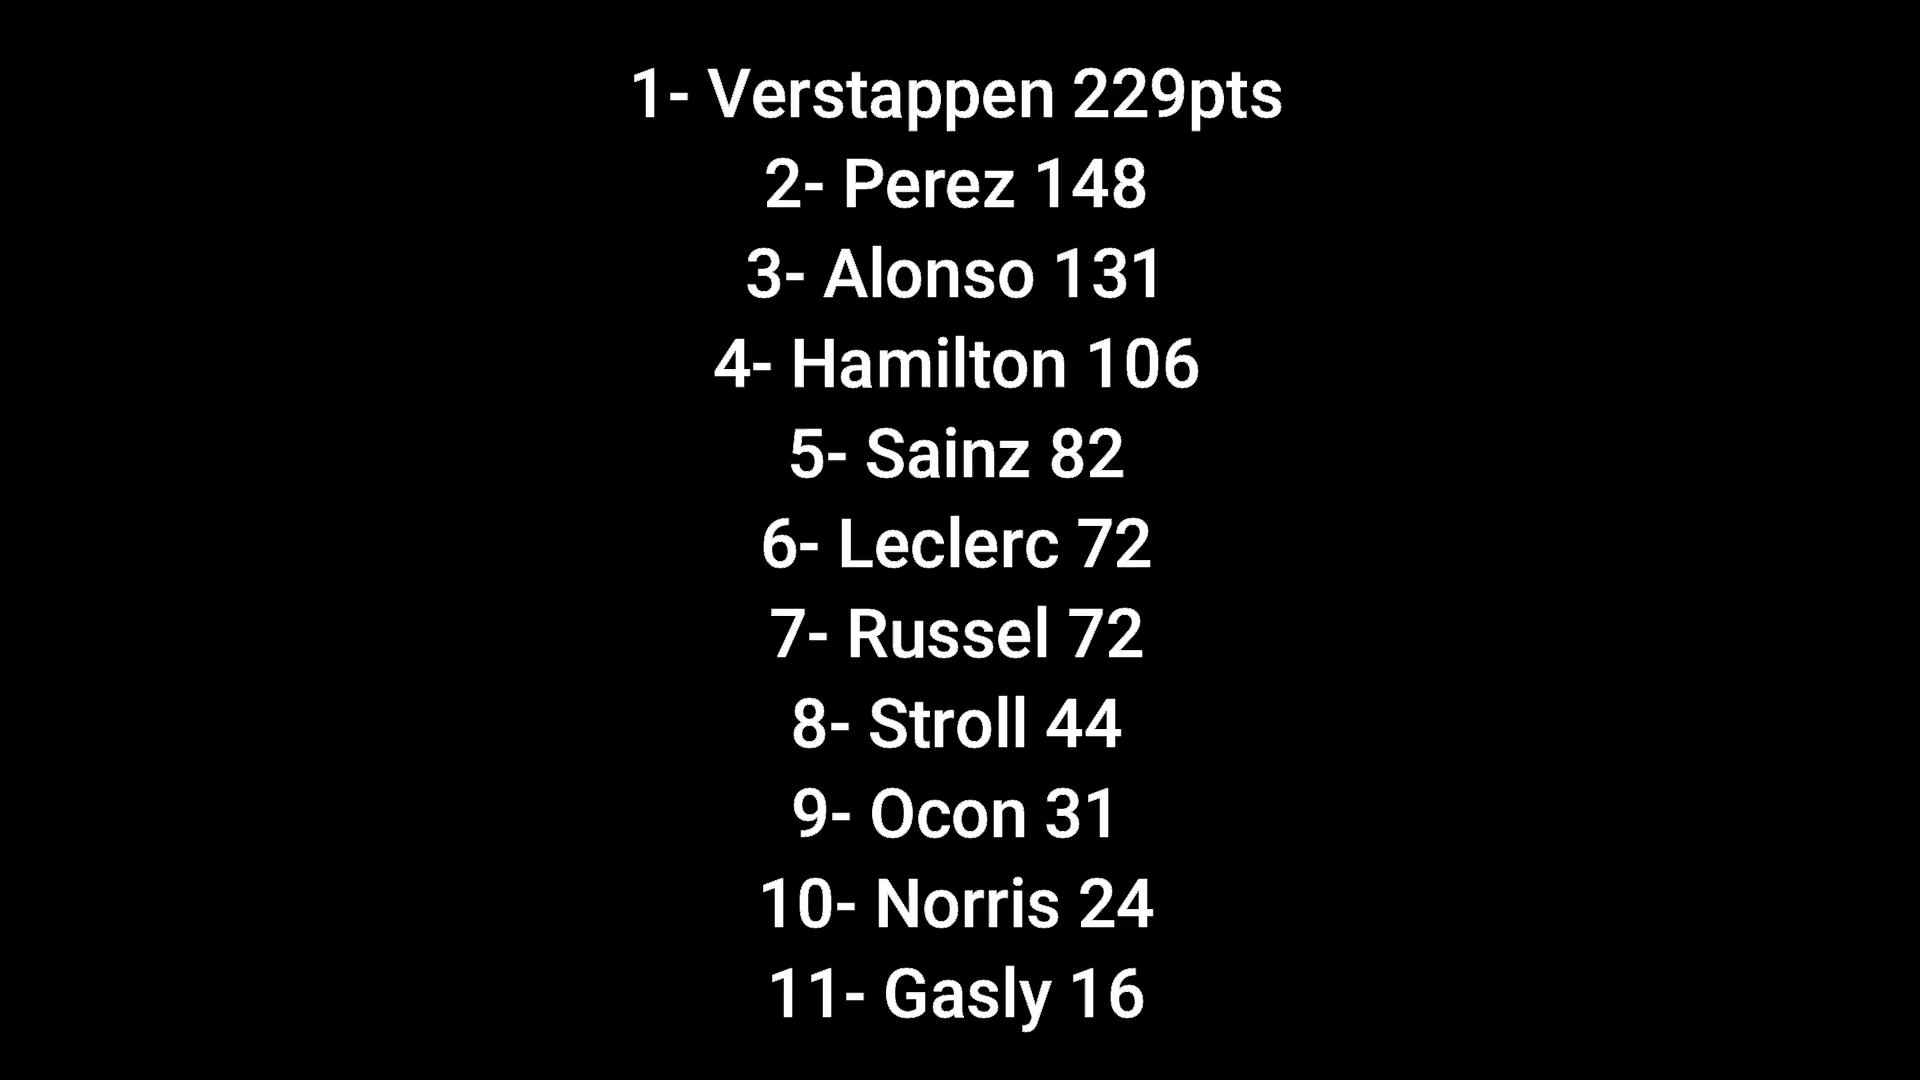 1- Verstappen 229pts
2- Perez 148
3- Alonso 131
4- Hamilton 106
5- Sainz 82
6- Leclerc 72
7- Russel 72
8- Stroll 44
9- Ocon 31
10- Norris 24
11- Gasly 16